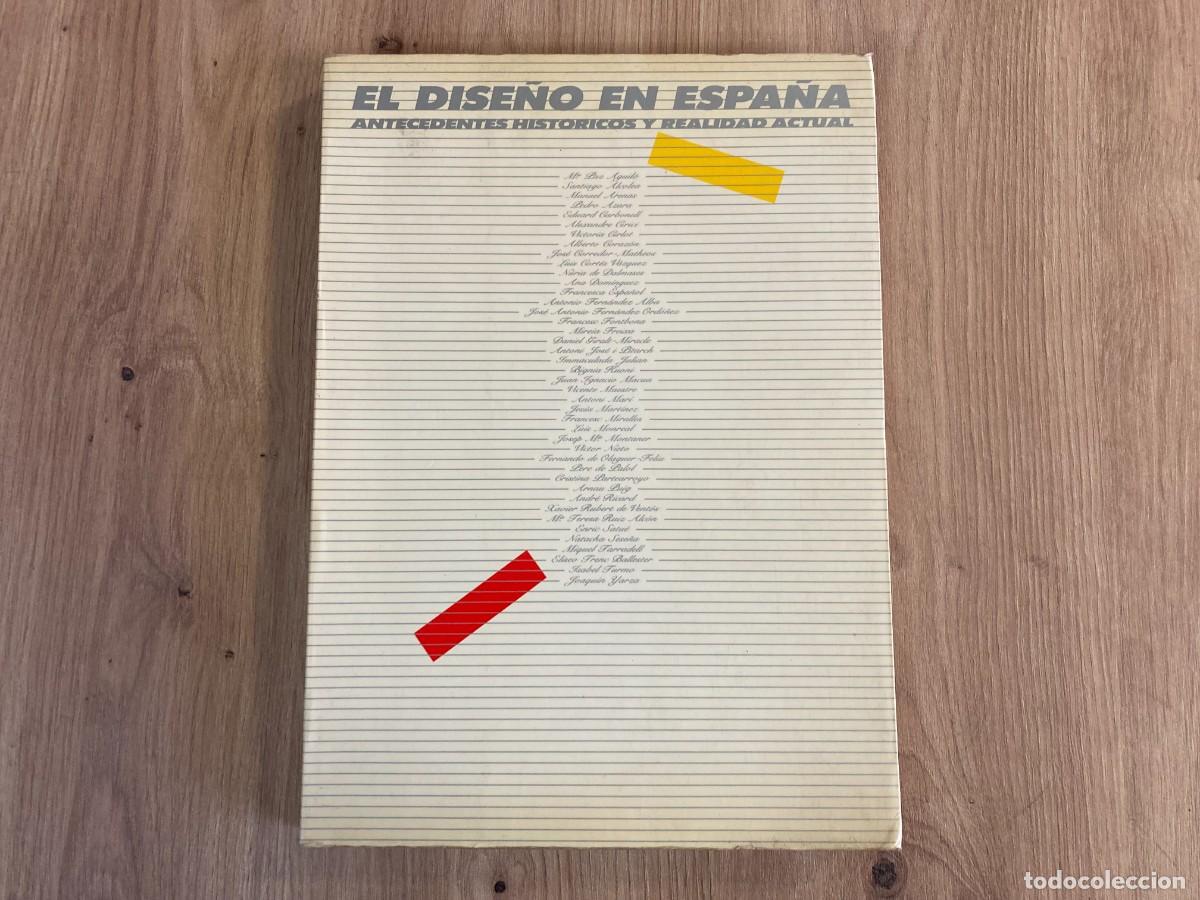 EL DISEÑO EN ESPAÑA
ANTECEDENTES HISTORICOS Y REALIDAD ACTUAL
Mª Paz Aguiló
Santiago Alcolea
Manuel Arenas
Pedro Azara
Eduard Carbonell
Alexandre Cirici
Victoria Cirlot
Alberto Corazón
José Corredor-Matheos
Luis Cortés Vázquez
Núria de Dalmases
Ana Domínguez
Francesca Español
Antonio Fernández Alba
José Antonio Fernández Ordóñez
Francesc Fontbona
Mireia Freixa
Daniel Giralt-Miracle
Antoni José i Pitarch
Immaculada Julian
Bignia Kuoni
Juan Ignacio Macua
Vicente Maestre
Antoni Marí
Jesús Martínez
Francesc Miralles
Luis Monreal
Josep Mª Montaner
Víctor Nieto
Fernando de Olaguer-Feliu
Pere de Palol
Cristina Partearroyo
Arnau Puig
André Ricard
Xavier Rubert de Ventós
Mª Teresa Ruiz Alcón
Enric Satué
Natacha Seseña
Miquel Tarradell
Eliseo Trenc Ballester
Isabel Turmo
Joaquín Yarza
todocoleccion